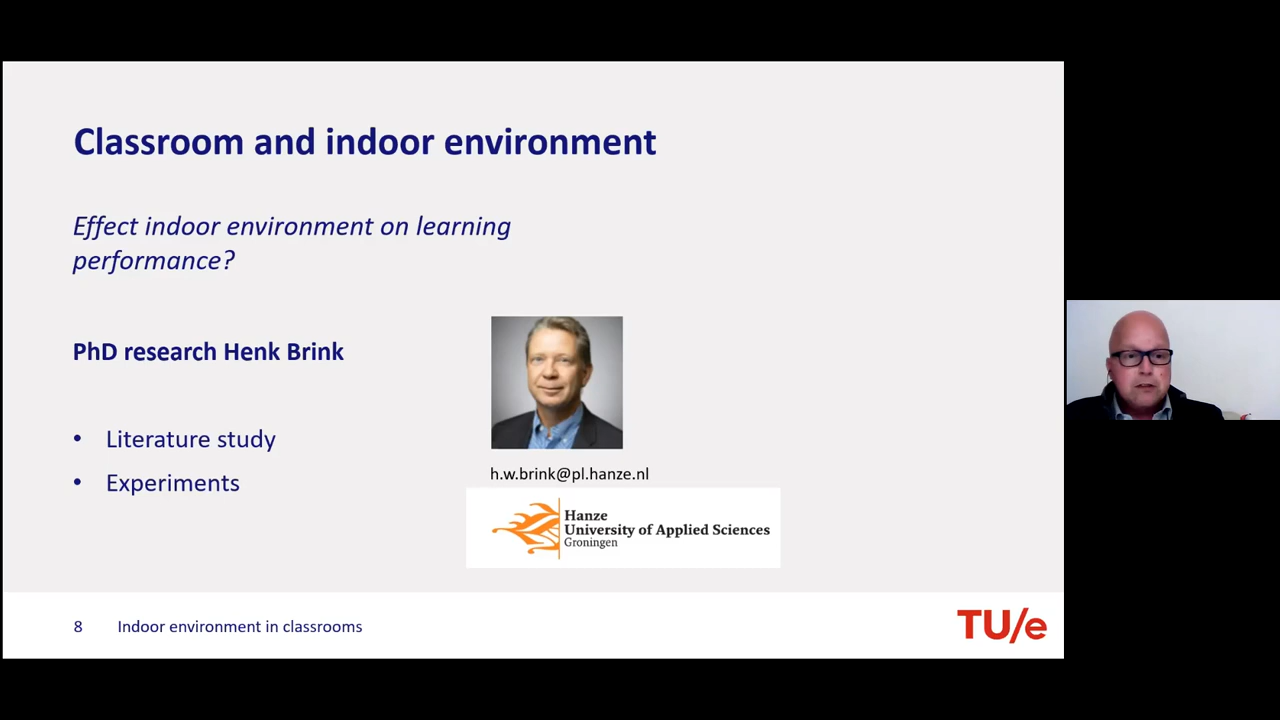 Classroom and indoor environment
Effect indoor environment on learning
performance?
PhD research Henk Brink
• Literature study
• Experiments
h.w.brink@pl.hanze.nl
Hanze
University of Applied Sciences
Groningen
8 Indoor environment in classrooms
TU/e